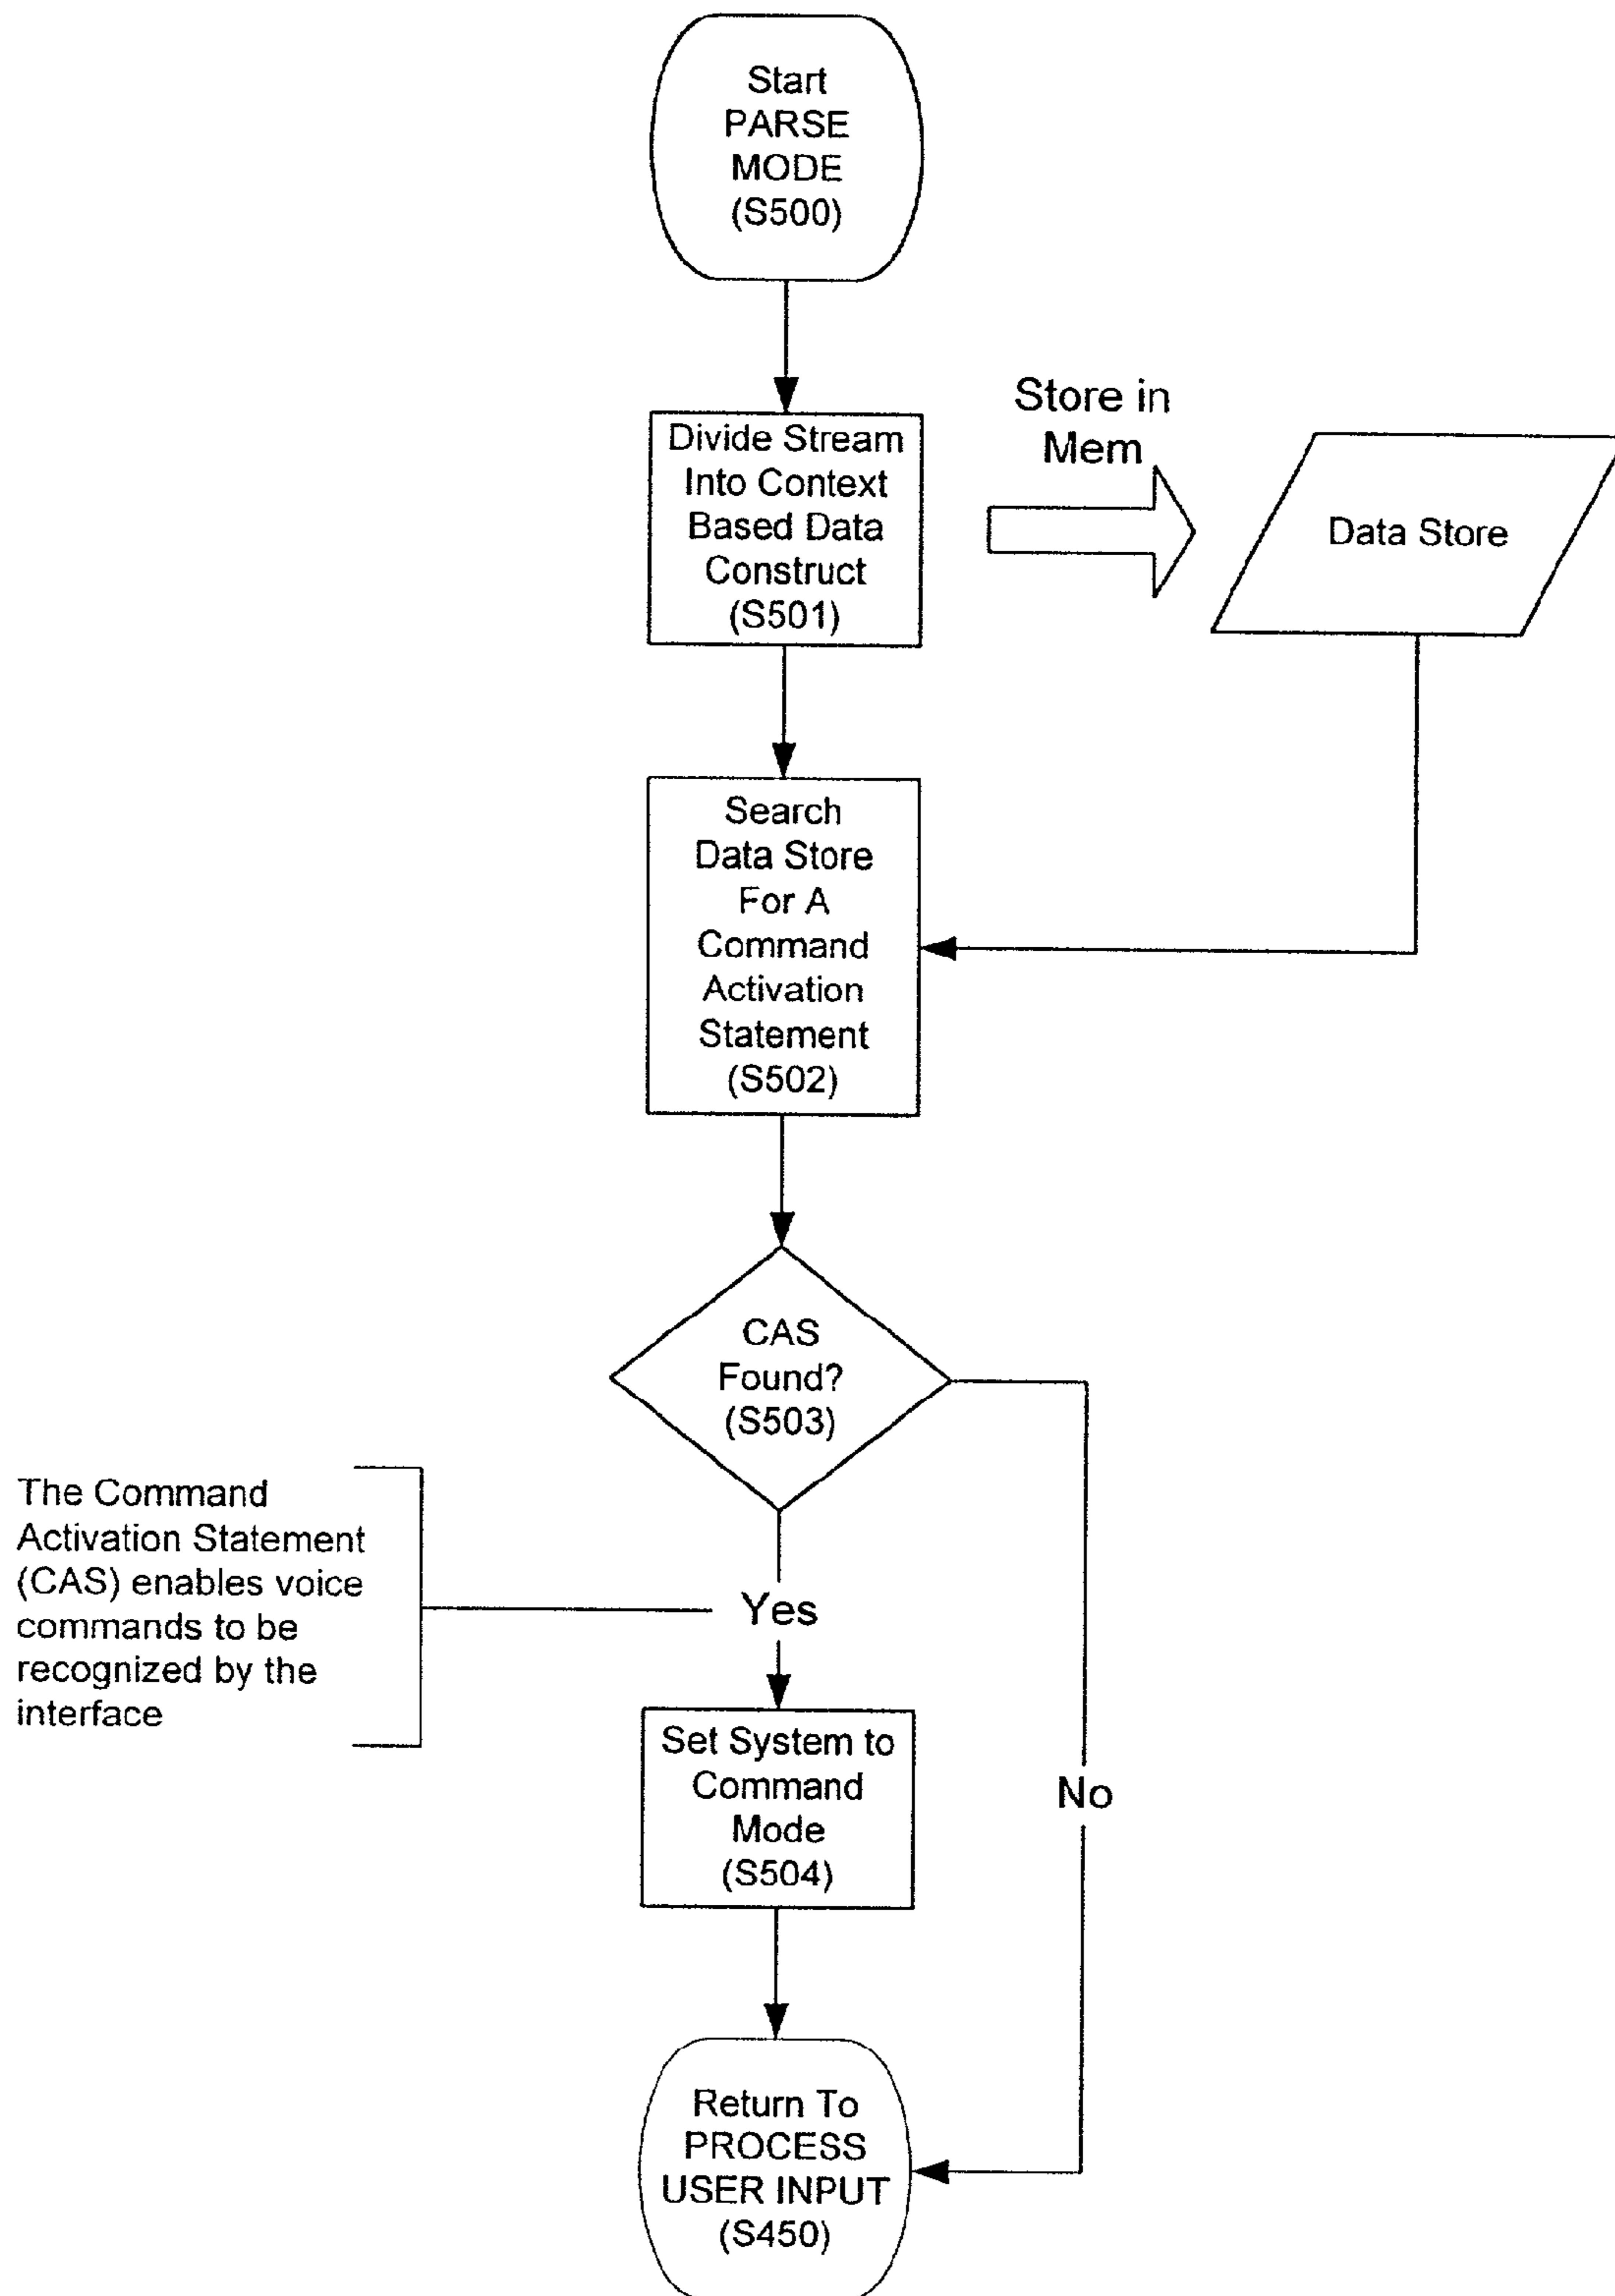 Start
PARSE
MODE
(S500)
Divide Stream
Into Context
Based Data
Construct
(S501)
Store in
Mem
Data Store
Search
Data Store
For A
Command
Activation
Statement
(S502)
CAS
Found?
(S503)
The Command
Activation Statement
(CAS) enables voice
commands to be
recognized by the
interface
Yes
Set System to
Command
Mode
(S504)
No
Return To
PROCESS
USER INPUT
(S450)